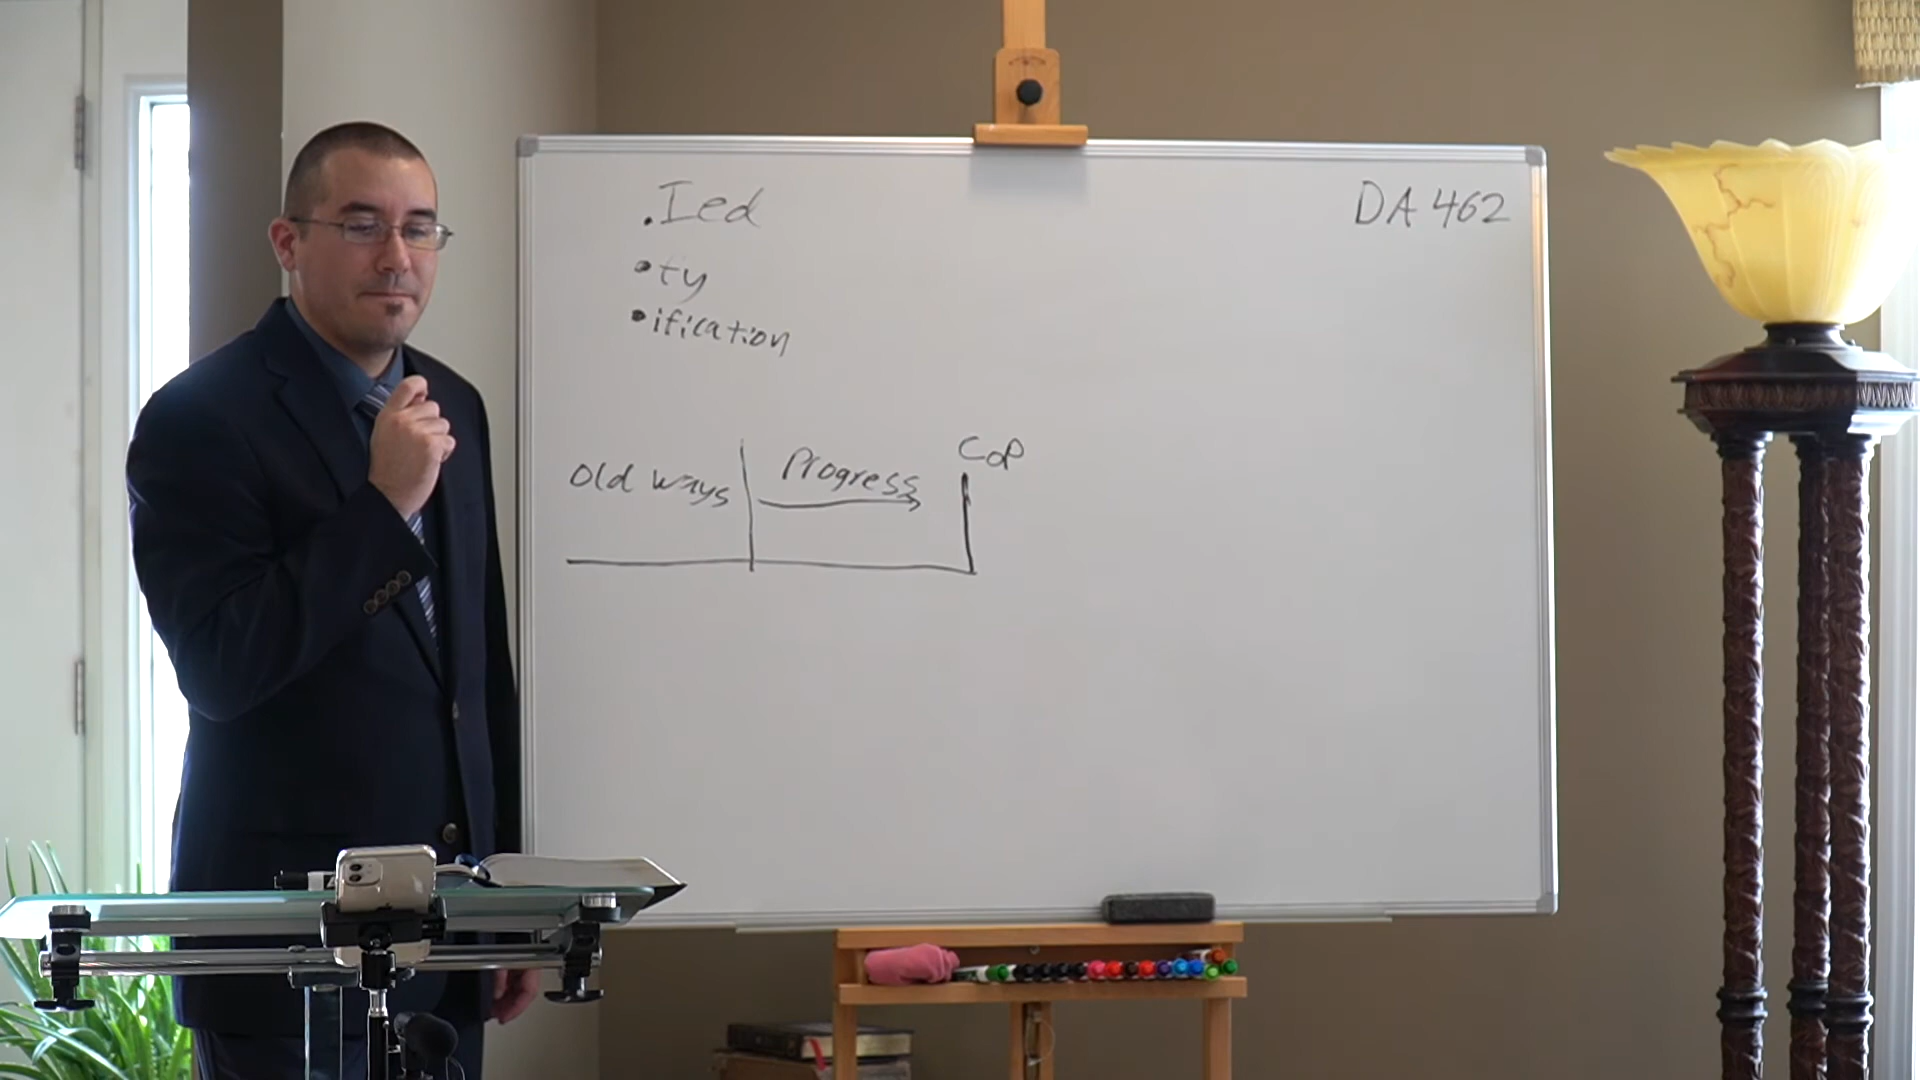 .Ied
DA 462
•ty
•ification
Old ways
Progress
CoP